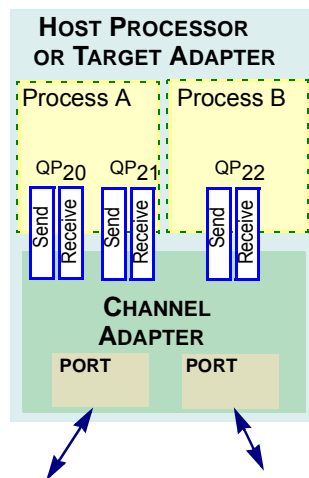 HOST PROCESSOR
OR TARGET ADAPTER
Process A
Process B
QP20
QP21
QP22
Send
Receive
Send
Receive
Send
Receive
CHANNEL
ADAPTER
PORT
PORT